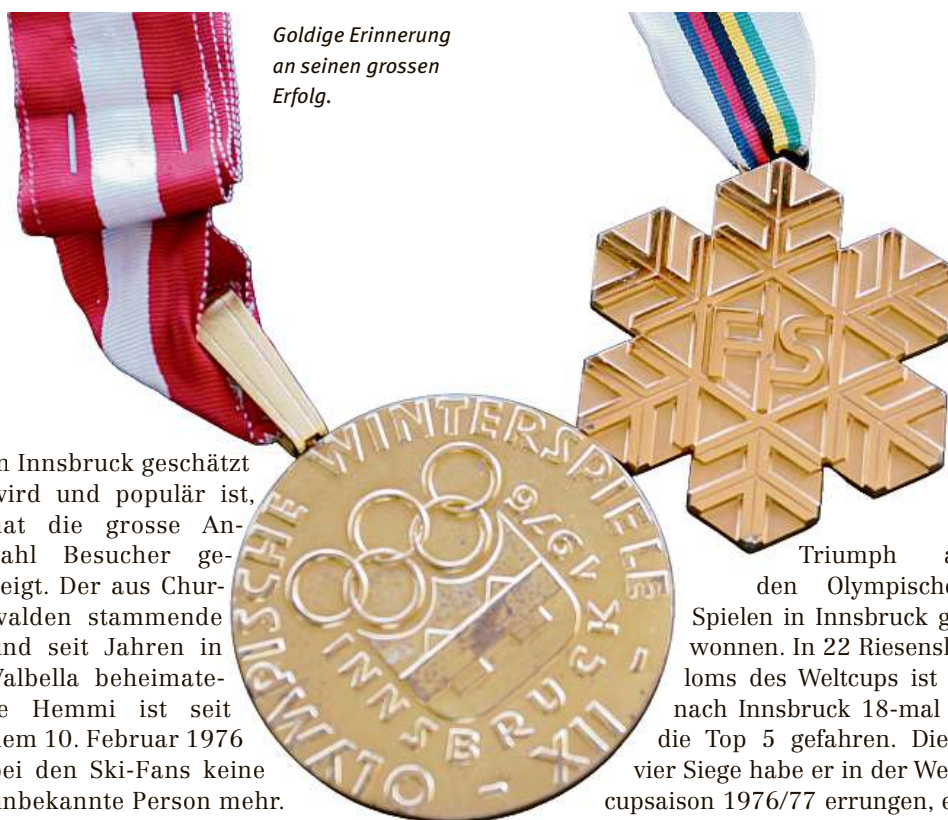 Goldige Erinnerung
an seinen grossen
Erfolg.
FS
XII - OLYMPISCHE WINTERSPIELE -
INNSBRUCK 1976
n Innsbruck geschätzt
wird und populär ist,
hat die grosse An-
ahl Besucher ge-
eigt. Der aus Chur-
walden stammende
und seit Jahren in
Valbella beheimate-
e Hemmi ist seit
dem 10. Februar 1976
bei den Ski-Fans keine
unbekannte Person mehr.
Triumph a
den Olympische
Spielen in Innsbruck g
wonnen. In 22 Riesensl
loms des Weltcups ist
nach Innsbruck 18-mal
die Top 5 gefahren. Die
vier Siege habe er in der We
cupsaison 1976/77 errungen, e